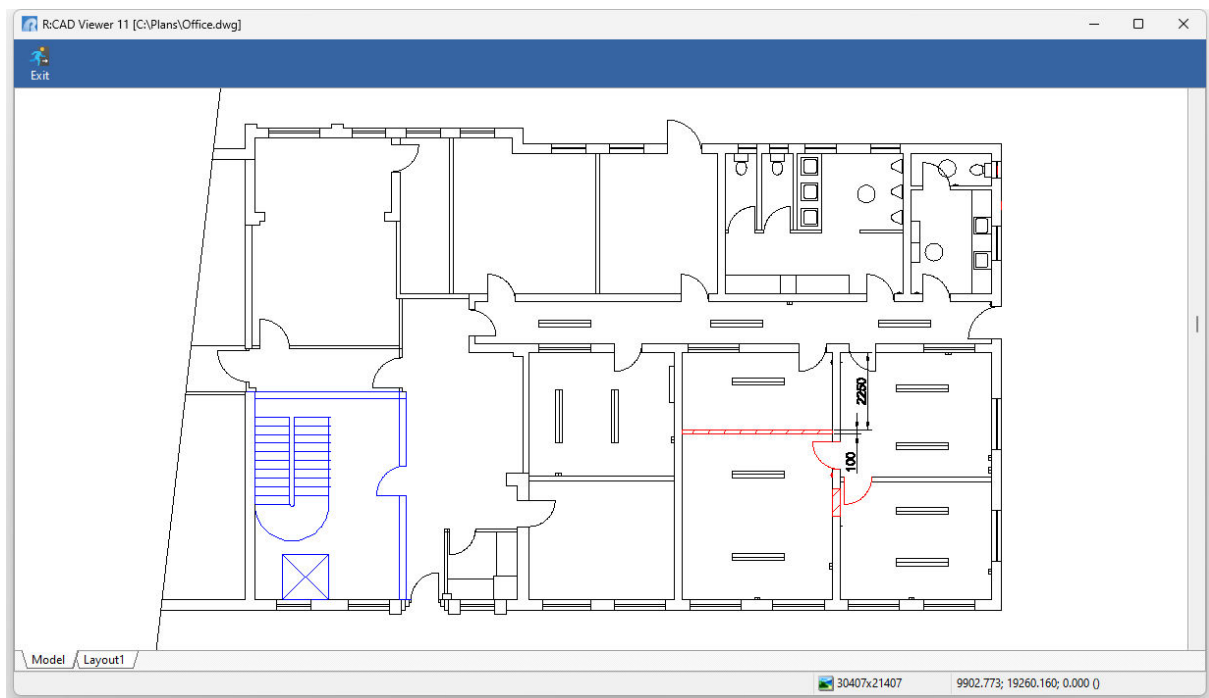 R:CAD Viewer 11 [C:\Plans\Office.dwg]
Exit
2250
100
Model
Layout1
30407x21407
9902.773; 19260.160; 0.000 ()